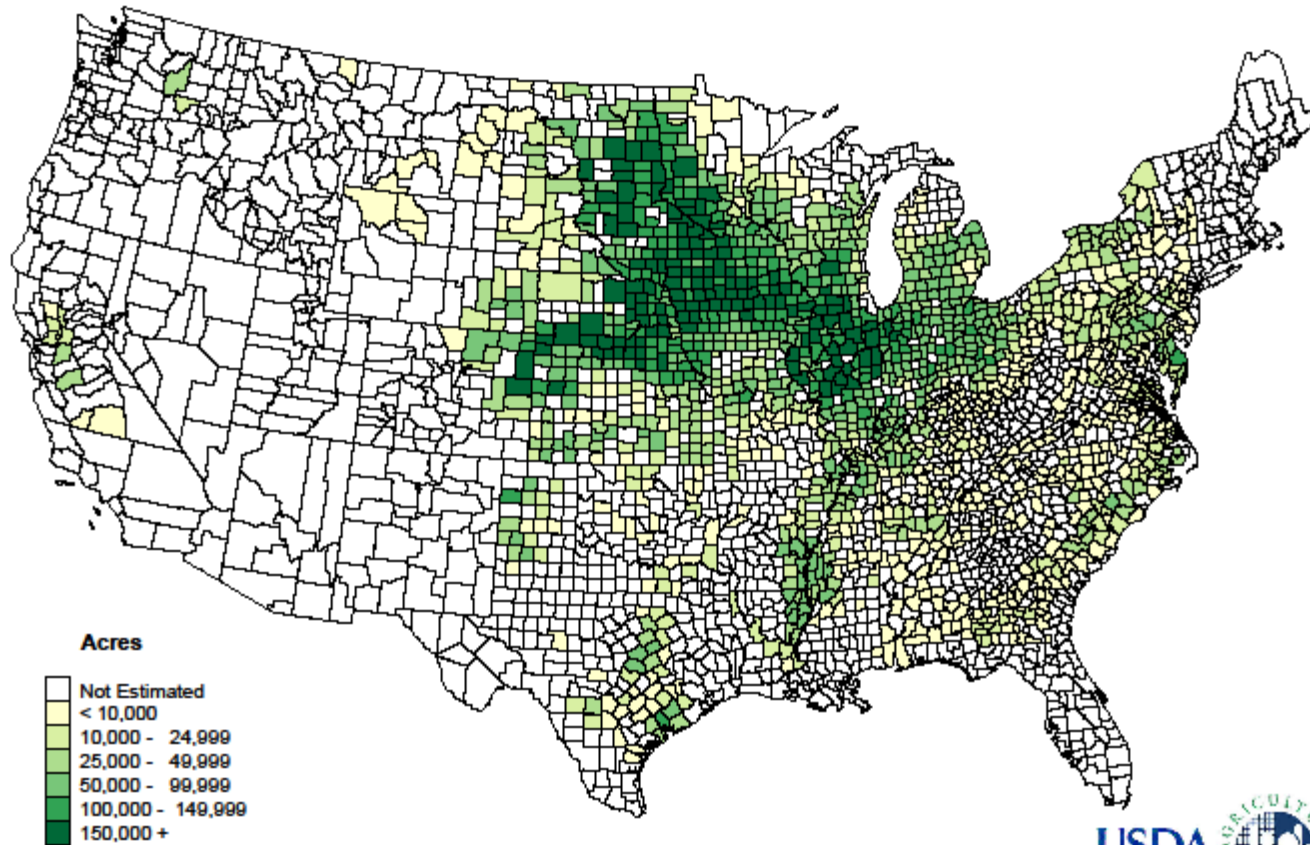 Acres
Not Estimated
< 10,000
10,000 - 24,999
25,000 - 49,999
50,000 - 99,999
100,000 - 149,999
150,000 +
USDA
AGRICULT